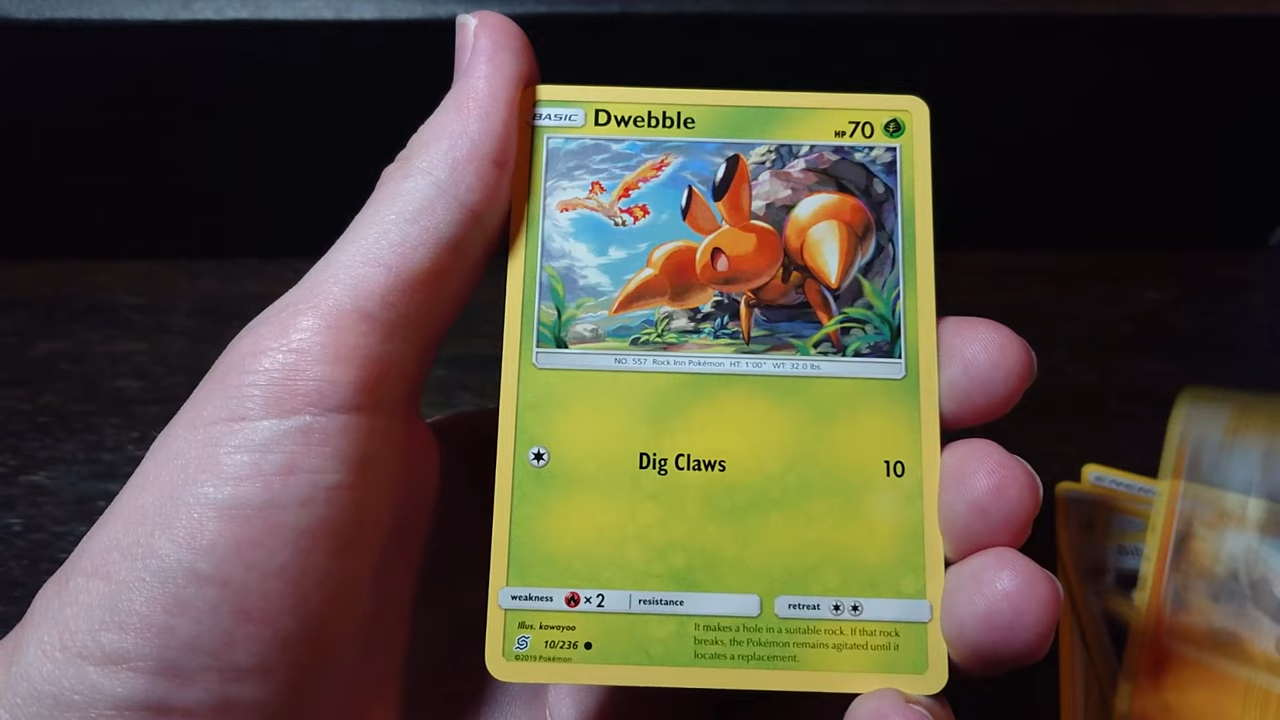 BASIC Dwebble HP 70
NO. 557 Rock Inn Pokémon HT: 1'00" WT: 32.0 lbs.
Dig Claws 10
weakness × 2 resistance retreat
Illus. kawayoo
10/236
©2019 Pokémon
It makes a hole in a suitable rock. If that rock
breaks, the Pokémon remains agitated until it
locates a replacement.